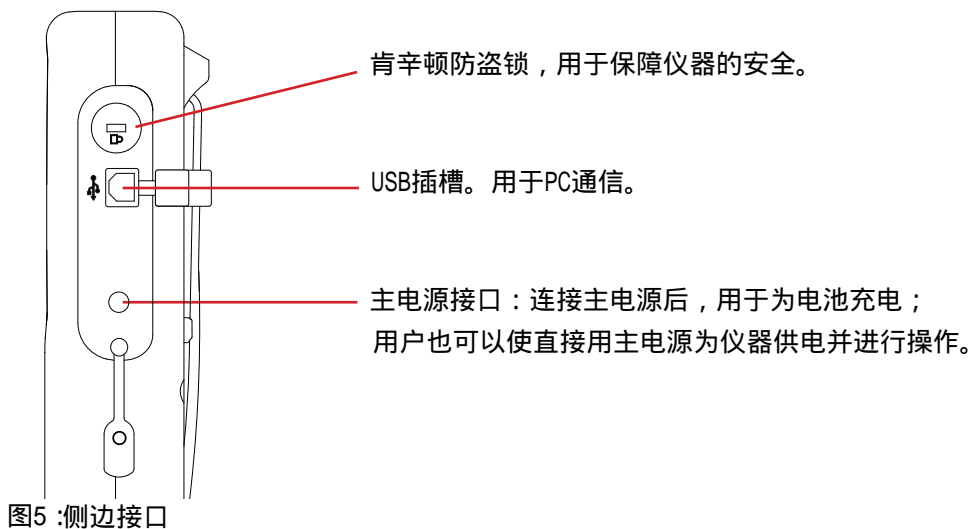 肯辛顿防盗锁，用于保障仪器的安全。
USB插槽。用于PC通信。
主电源接口：连接主电源后，用于为电池充电；
用户也可以使直接用主电源为仪器供电并进行操作。
图5 :侧边接口